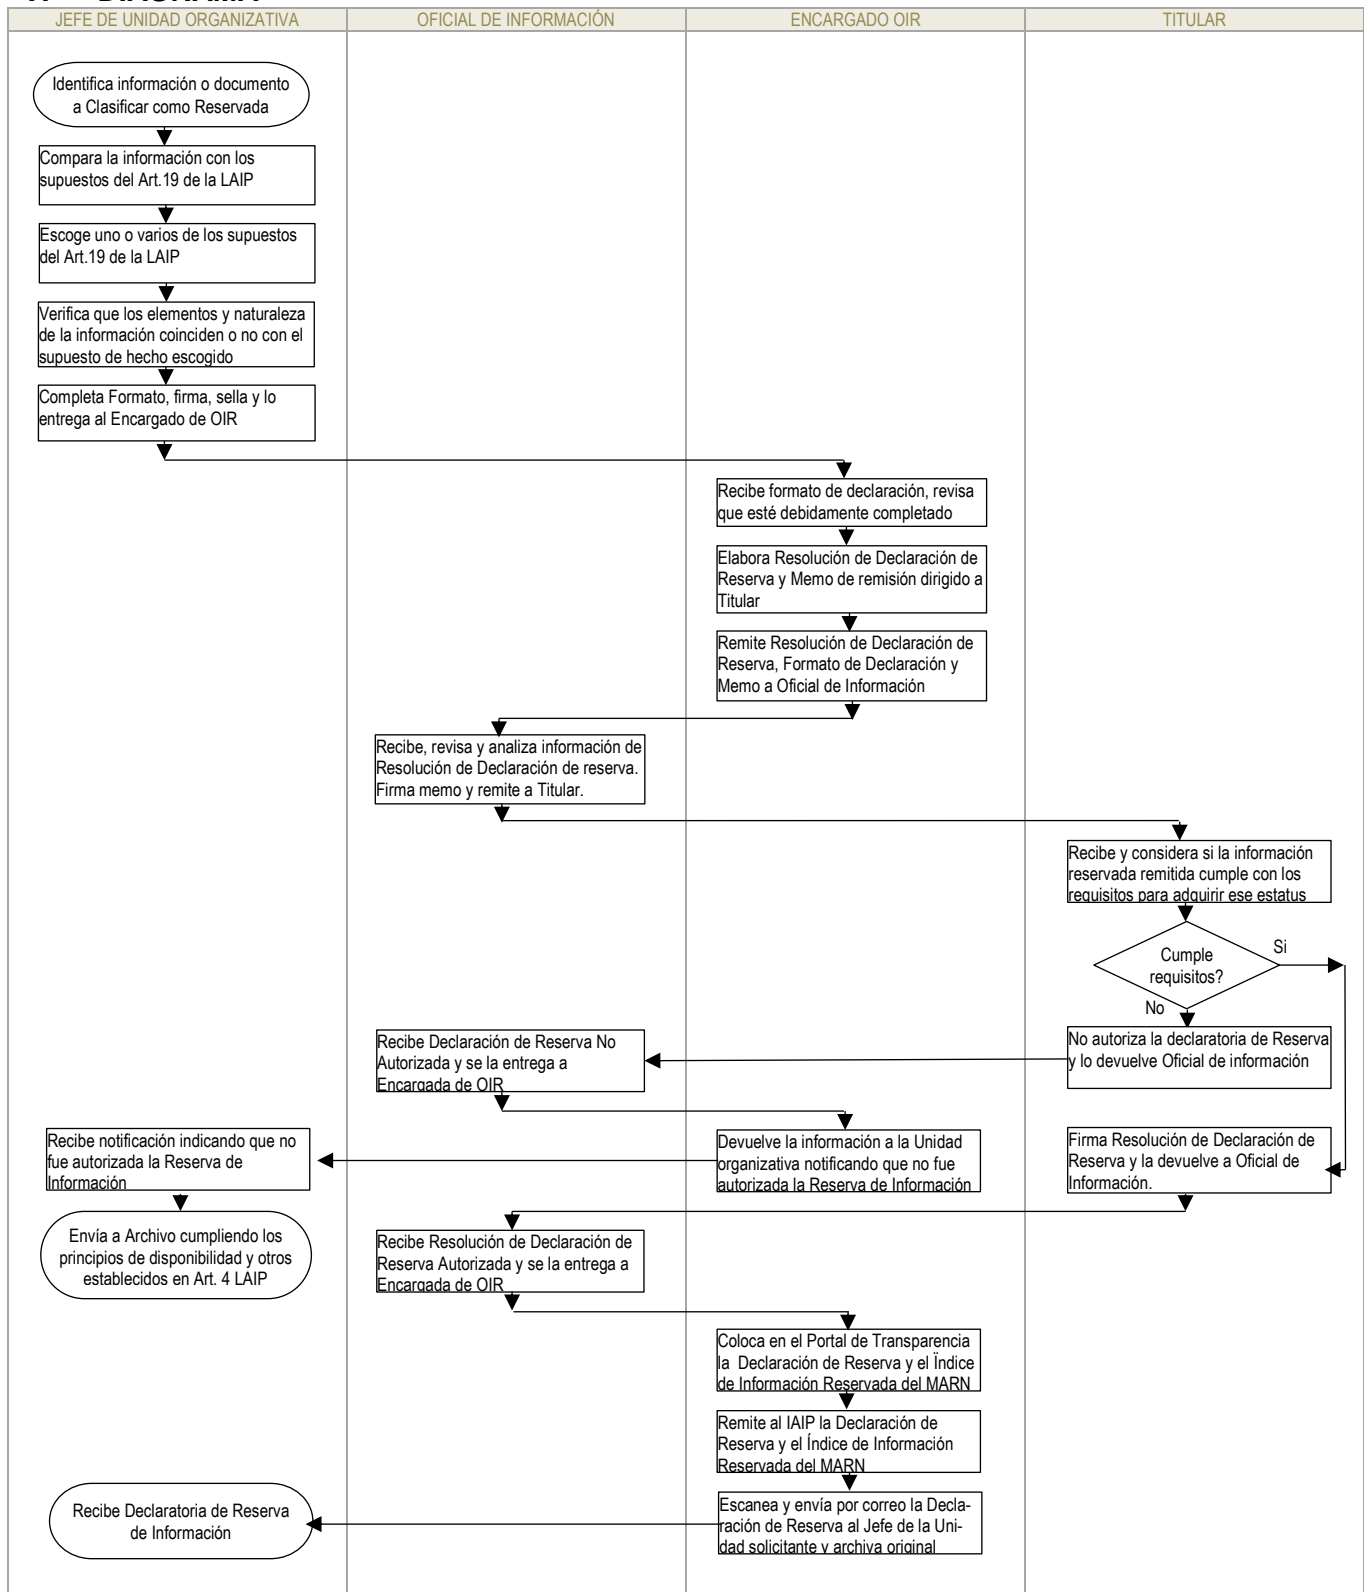 JEFE DE UNIDAD ORGANIZATIVA
OFICIAL DE INFORMACIÓN
ENCARGADO OIR
TITULAR
Identifica información o documento
a Clasificar como Reservada
Compara la información con los
supuestos del Art.19 de la LAIP
Escoge uno o varios de los supuestos
del Art.19 de la LAIP
Verifica que los elementos y naturaleza
de la información coinciden o no con el
supuesto de hecho escogido
Completa Formato, firma, sella y lo
entrega al Encargado de OIR
Recibe formato de declaración, revisa
que esté debidamente completado
Elabora Resolución de Declaración de
Reserva y Memo de remisión dirigido a
Titular
Remite Resolución de Declaración de
Reserva, Formato de Declaración y
Memo a Oficial de Información
Recibe, revisa y analiza información de
Resolución de Declaración de reserva.
Firma memo y remite a Titular.
Recibe y considera si la información
reservada remitida cumple con los
requisitos para adquirir ese estatus
Cumple
requisitos?
Si
No
No autoriza la declaratoria de Reserva
y lo devuelve Oficial de información
Recibe Declaración de Reserva No
Autorizada y se la entrega a
Encargada de OIR
Devuelve la información a la Unidad
organizativa notificando que no fue
autorizada la Reserva de Información
Recibe notificación indicando que no
fue autorizada la Reserva de
Información
Envía a Archivo cumpliendo los
principios de disponibilidad y otros
establecidos en Art. 4 LAIP
Firma Resolución de Declaración de
Reserva y la devuelve a Oficial de
Información.
Recibe Resolución de Declaración de
Reserva Autorizada y se la entrega a
Encargada de OIR
Coloca en el Portal de Transparencia
la  Declaración de Reserva y el Ïndice
de Información Reservada del MARN
Remite al IAIP la Declaración de
Reserva y el Índice de Información
Reservada del MARN
Escanea y envía por correo la Decla-
ración de Reserva al Jefe de la Uni-
dad solicitante y archiva original
Recibe Declaratoria de Reserva
de Información